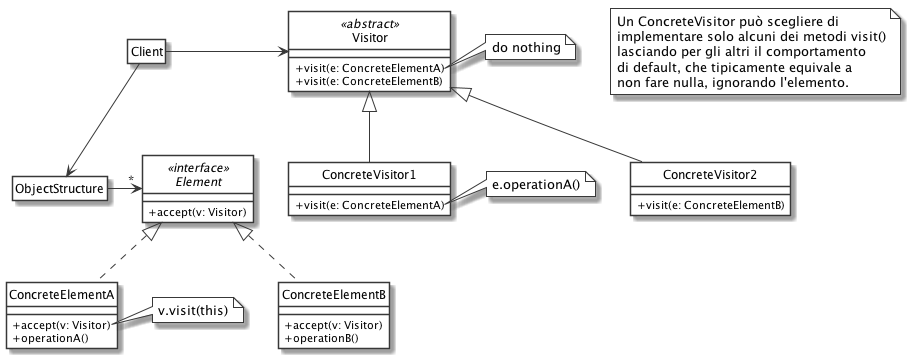 «abstract»
Visitor
+visit(e: ConcreteElementA)
+visit(e: ConcreteElementB)
do nothing
Un ConcreteVisitor può scegliere di
implementare solo alcuni dei metodi visit()
lasciando per gli altri il comportamento
di default, che tipicamente equivale a
non fare nulla, ignorando l'elemento.
Client
ObjectStructure
*
«interface»
Element
+accept(v: Visitor)
ConcreteVisitor1
+visit(e: ConcreteElementA)
e.operationA()
ConcreteVisitor2
+visit(e: ConcreteElementB)
ConcreteElementA
+accept(v: Visitor)
+operationA()
v.visit(this)
ConcreteElementB
+accept(v: Visitor)
+operationB()